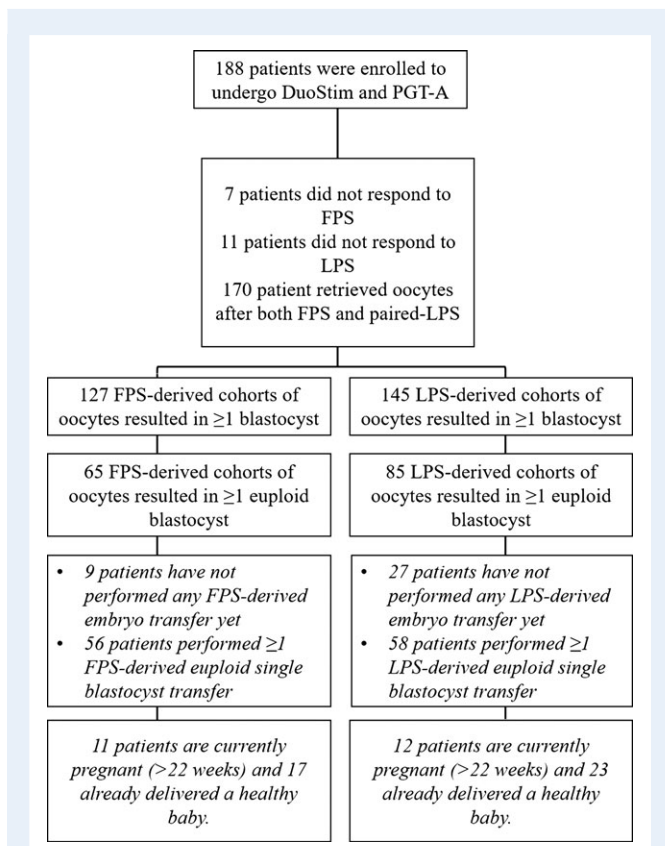 188 patients were enrolled to
undergo DuoStim and PGT-A
7 patients did not respond to
FPS
11 patients did not respond to
LPS
170 patient retrieved oocytes
after both FPS and paired-LPS
127 FPS-derived cohorts of
oocytes resulted in ≥1 blastocyst
145 LPS-derived cohorts of
oocytes resulted in ≥1 blastocyst
65 FPS-derived cohorts of
oocytes resulted in ≥1 euploid
blastocyst
85 LPS-derived cohorts of
oocytes resulted in ≥1 euploid
blastocyst
• 9 patients have not
performed any FPS-derived
embryo transfer yet
• 56 patients performed ≥1
FPS-derived euploid single
blastocyst transfer
• 27 patients have not
performed any LPS-derived
embryo transfer yet
• 58 patients performed ≥1
LPS-derived euploid single
blastocyst transfer
11 patients are currently
pregnant (>22 weeks) and 17
already delivered a healthy
baby.
12 patients are currently
pregnant (>22 weeks) and 23
already delivered a healthy
baby.